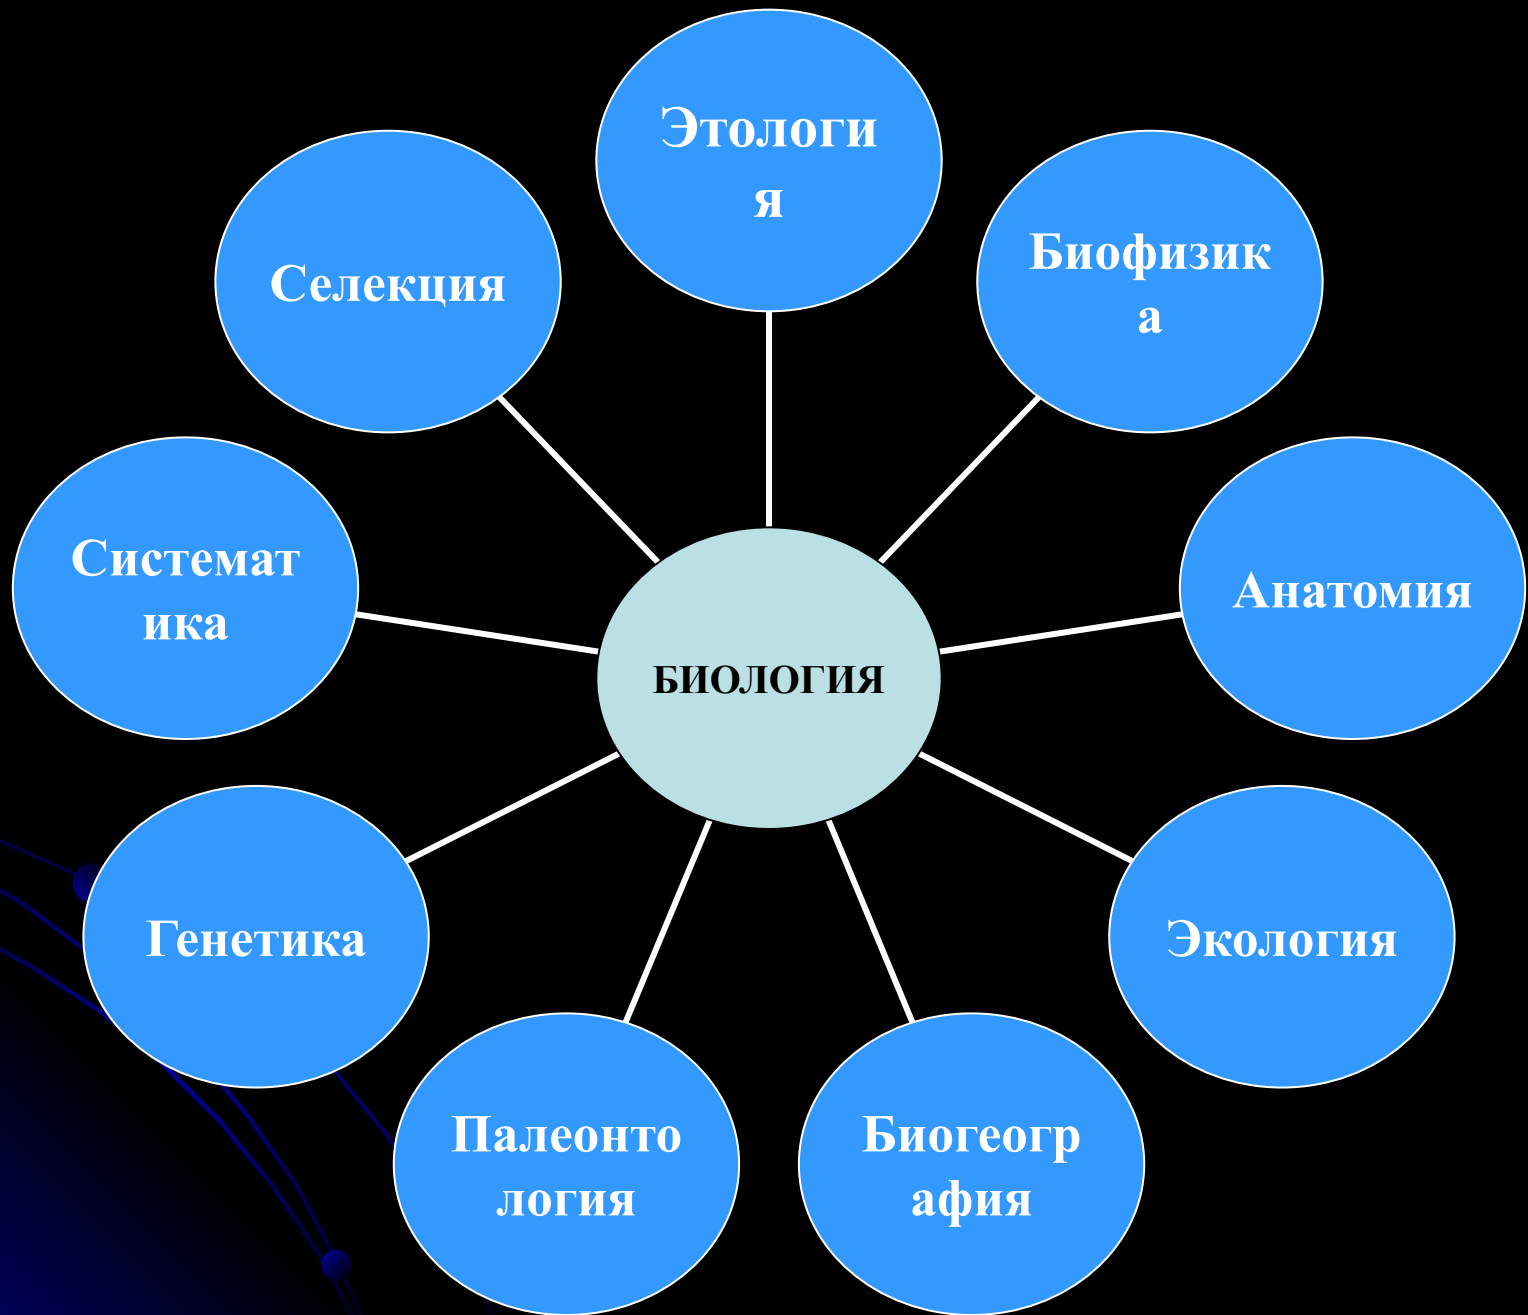 Этологи
я
Биофизик
а
Селекция
Системат
ика
Анатомия
БИОЛОГИЯ
Генетика
Экология
Палеонто
логия
Биогеогр
афия